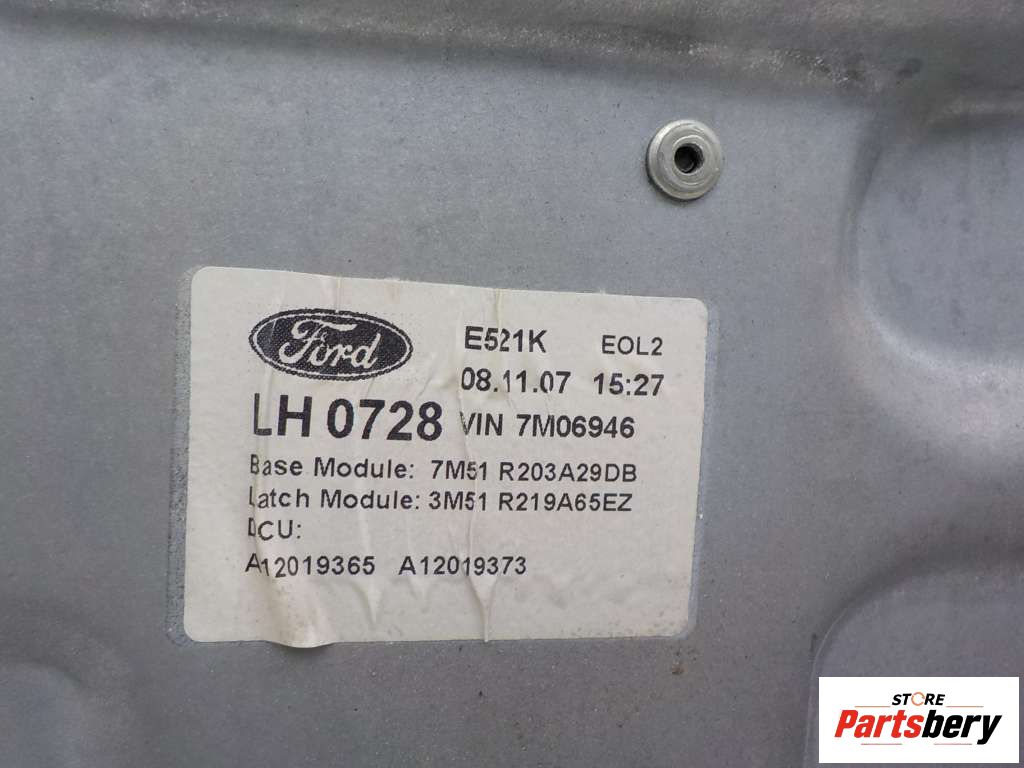 Ford
E521K EOL2
08.11.07 15:27
LH 0728 VIN 7M06946
Base Module: 7M51 R203A29DB
Latch Module: 3M51 R219A65EZ
DCU:
A12019365 A12019373
STORE
Partsbery